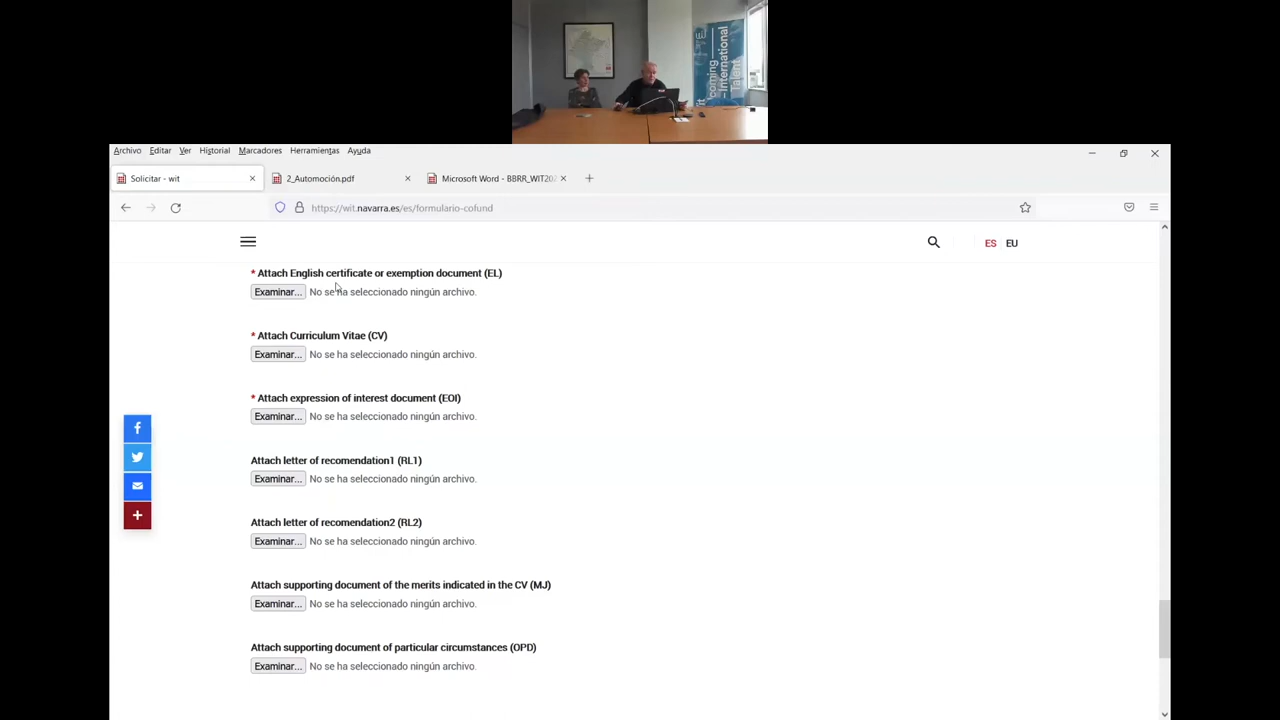 wit
coming
International
Talent
Archivo Editar Ver Historial Marcadores Herramientas Ayuda
Solicitar - wit
2_Automoción.pdf
Microsoft Word - BBRR_WIT202
https://wit.navarra.es/es/formulario-cofund
ES EU
* Attach English certificate or exemption document (EL)
Examinar... No se ha seleccionado ningún archivo.
* Attach Curriculum Vitae (CV)
Examinar... No se ha seleccionado ningún archivo.
* Attach expression of interest document (EOI)
Examinar... No se ha seleccionado ningún archivo.
Attach letter of recomendation1 (RL1)
Examinar... No se ha seleccionado ningún archivo.
Attach letter of recomendation2 (RL2)
Examinar... No se ha seleccionado ningún archivo.
Attach supporting document of the merits indicated in the CV (MJ)
Examinar... No se ha seleccionado ningún archivo.
Attach supporting document of particular circumstances (OPD)
Examinar... No se ha seleccionado ningún archivo.